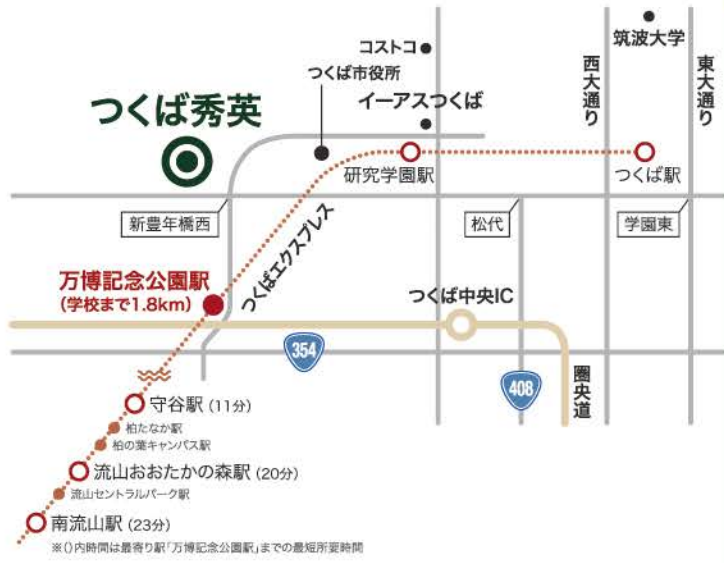 筑波大学
コストコ
つくば市役所
西大通り
東大通り
つくば秀英
イーアスつくば
研究学園駅
つくば駅
新豊年橋西
松代
学園東
つくばエクスプレス
万博記念公園駅
(学校まで1.8km)
つくば中央IC
354
408
圏央道
守谷駅 (11分)
柏たなか駅
柏の葉キャンパス駅
流山おおたかの森駅 (20分)
流山セントラルパーク駅
南流山駅 (23分)
※()内時間は最寄り駅「万博記念公園駅」までの最短所要時間